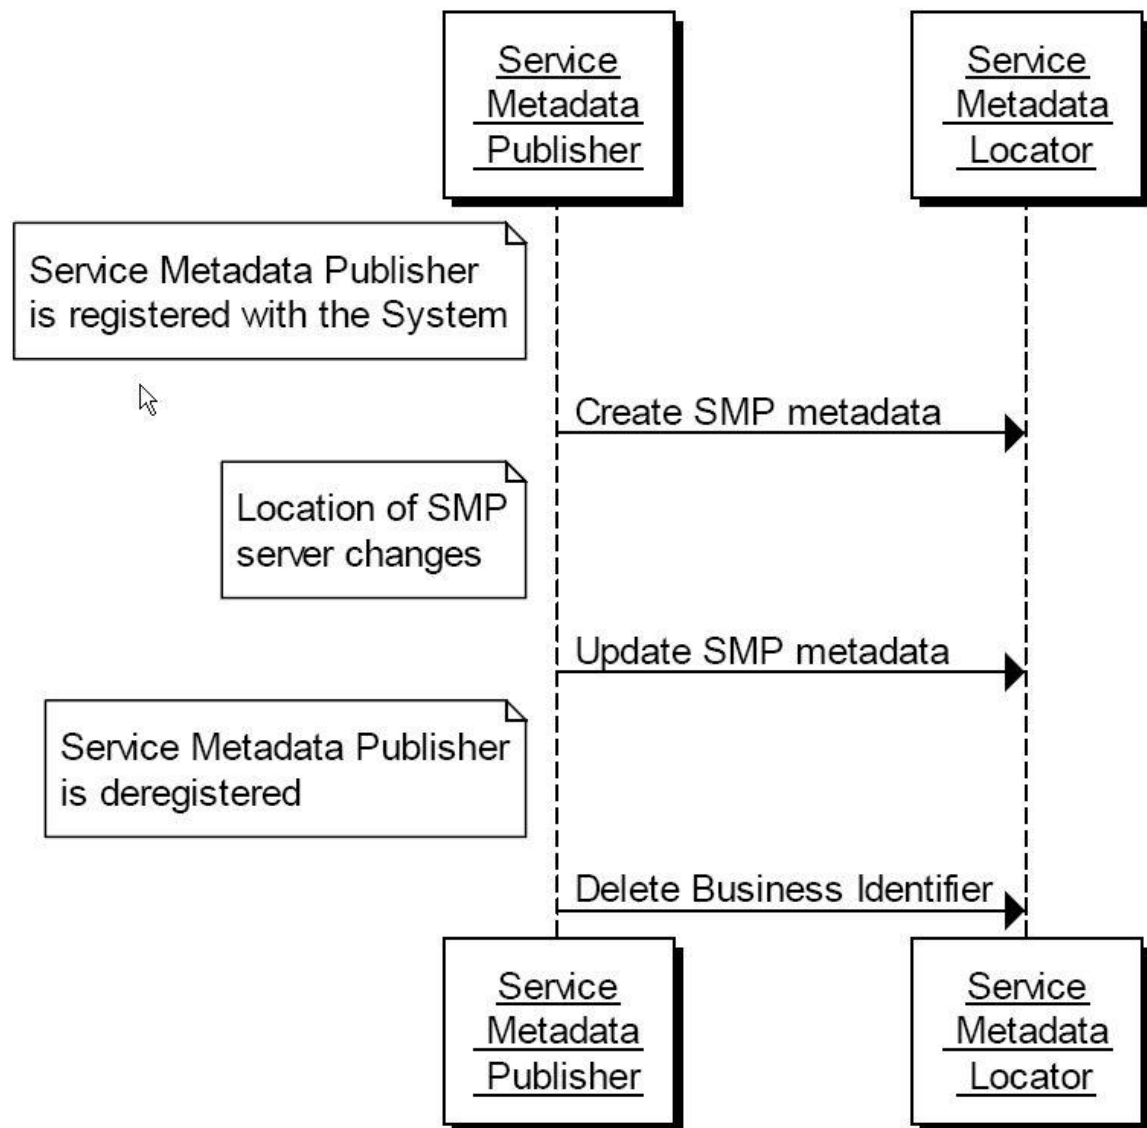 Service
Metadata
Publisher
Service
Metadata
Locator
Service Metadata Publisher
is registered with the System
Create SMP metadata
Location of SMP
server changes
Update SMP metadata
Service Metadata Publisher
is deregistered
Delete Business Identifier
Service
Metadata
Publisher
Service
Metadata
Locator